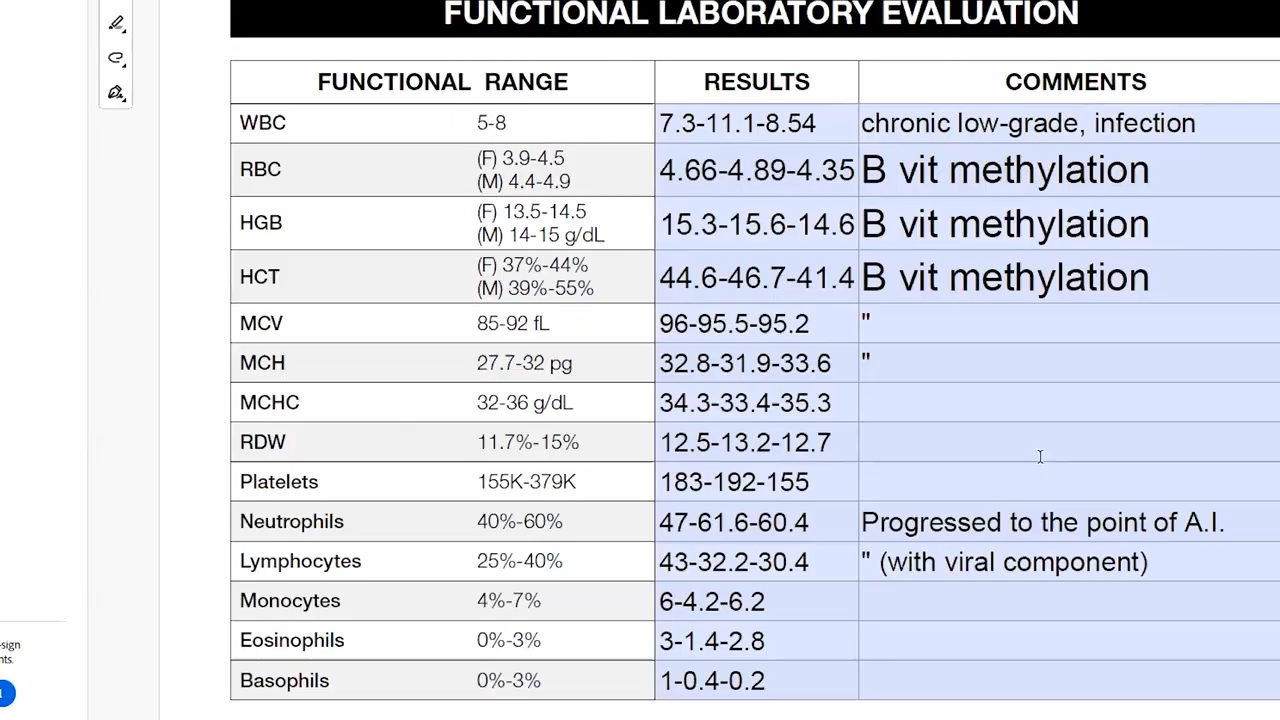 FUNCTIONAL LABORATORY EVALUATION
FUNCTIONAL RANGE RESULTS COMMENTS
WBC 5-8 7.3-11.1-8.54 chronic low-grade, infection
RBC (F) 3.9-4.5 (M) 4.4-4.9 4.66-4.89-4.35 B vit methylation
HGB (F) 13.5-14.5 (M) 14-15 g/dL 15.3-15.6-14.6 B vit methylation
HCT (F) 37%-44% (M) 39%-55% 44.6-46.7-41.4 B vit methylation
MCV 85-92 fL 96-95.5-95.2 "
MCH 27.7-32 pg 32.8-31.9-33.6 "
MCHC 32-36 g/dL 34.3-33.4-35.3
RDW 11.7%-15% 12.5-13.2-12.7
Platelets 155K-379K 183-192-155
Neutrophils 40%-60% 47-61.6-60.4 Progressed to the point of A.I.
Lymphocytes 25%-40% 43-32.2-30.4 " (with viral component)
Monocytes 4%-7% 6-4.2-6.2
Eosinophils 0%-3% 3-1.4-2.8
Basophils 0%-3% 1-0.4-0.2
-sign